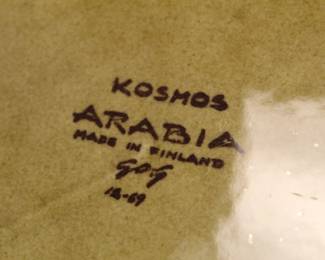 KOSMOS
ARABIA
MADE IN FINLAND
GOG
12-69